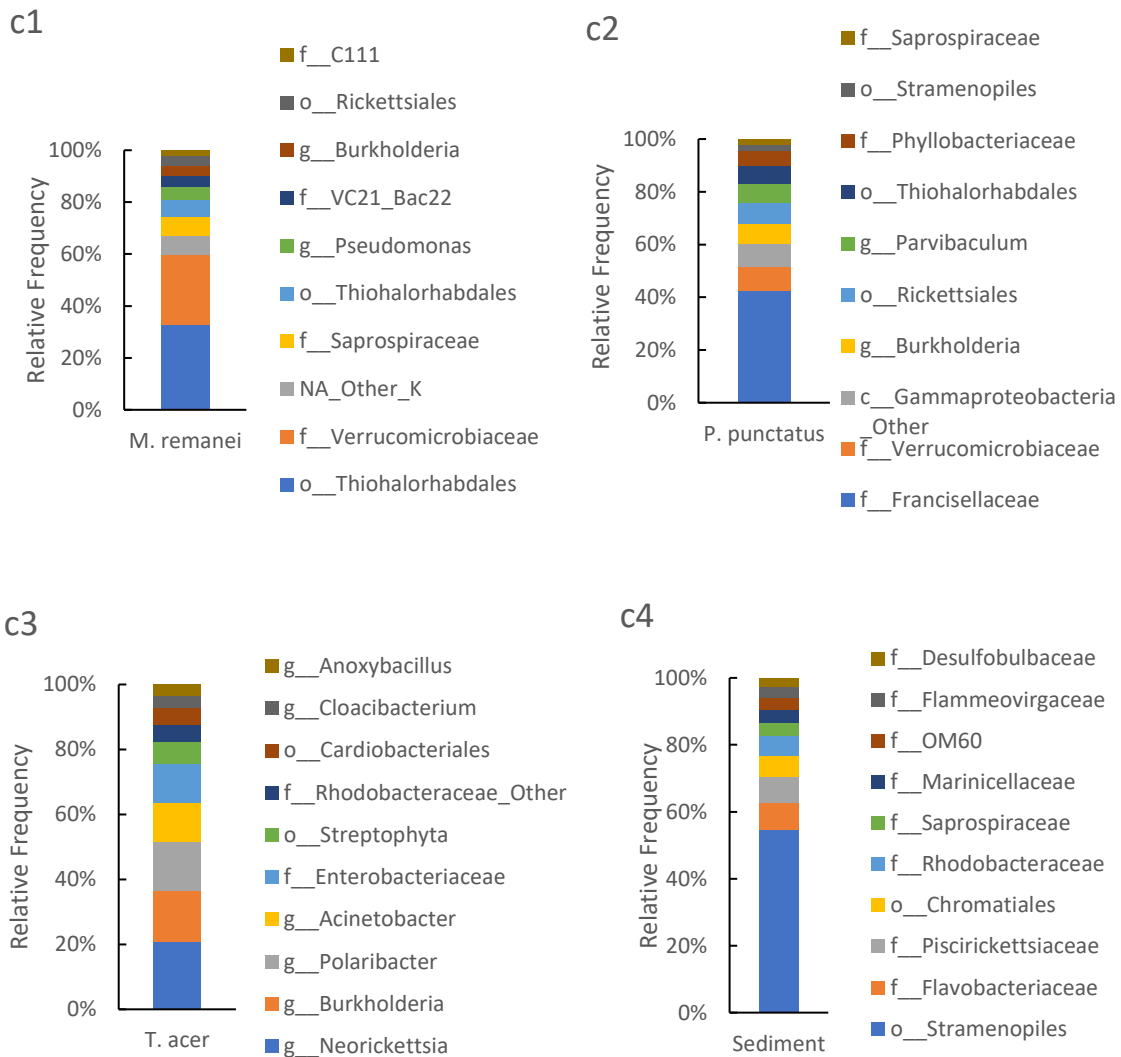 c1
f__C111
o__Rickettsiales
g__Burkholderia
f__VC21_Bac22
g__Pseudomonas
o__Thiohalorhabdales
f__Saprospiraceae
NA_Other_K
f__Verrucomicrobiaceae
o__Thiohalorhabdales
100%
80%
60%
40%
20%
0%
Relative Frequency
M. remanei
c2
f__Saprospiraceae
o__Stramenopiles
f__Phyllobacteriaceae
o__Thiohalorhabdales
g__Parvibaculum
o__Rickettsiales
g__Burkholderia
c__Gammaproteobacteria
_Other
f__Verrucomicrobiaceae
f__Francisellaceae
100%
80%
60%
40%
20%
0%
Relative Frequency
P. punctatus
c3
g__Anoxybacillus
g__Cloacibacterium
o__Cardiobacteriales
f__Rhodobacteraceae_Other
o__Streptophyta
f__Enterobacteriaceae
g__Acinetobacter
g__Polaribacter
g__Burkholderia
g__Neorickettsia
100%
80%
60%
40%
20%
0%
Relative Frequency
T. acer
c4
f__Desulfobulbaceae
f__Flammeovirgaceae
f__OM60
f__Marinicellaceae
f__Saprospiraceae
f__Rhodobacteraceae
o__Chromatiales
f__Piscirickettsiaceae
f__Flavobacteriaceae
o__Stramenopiles
100%
80%
60%
40%
20%
0%
Relative Frequency
Sediment